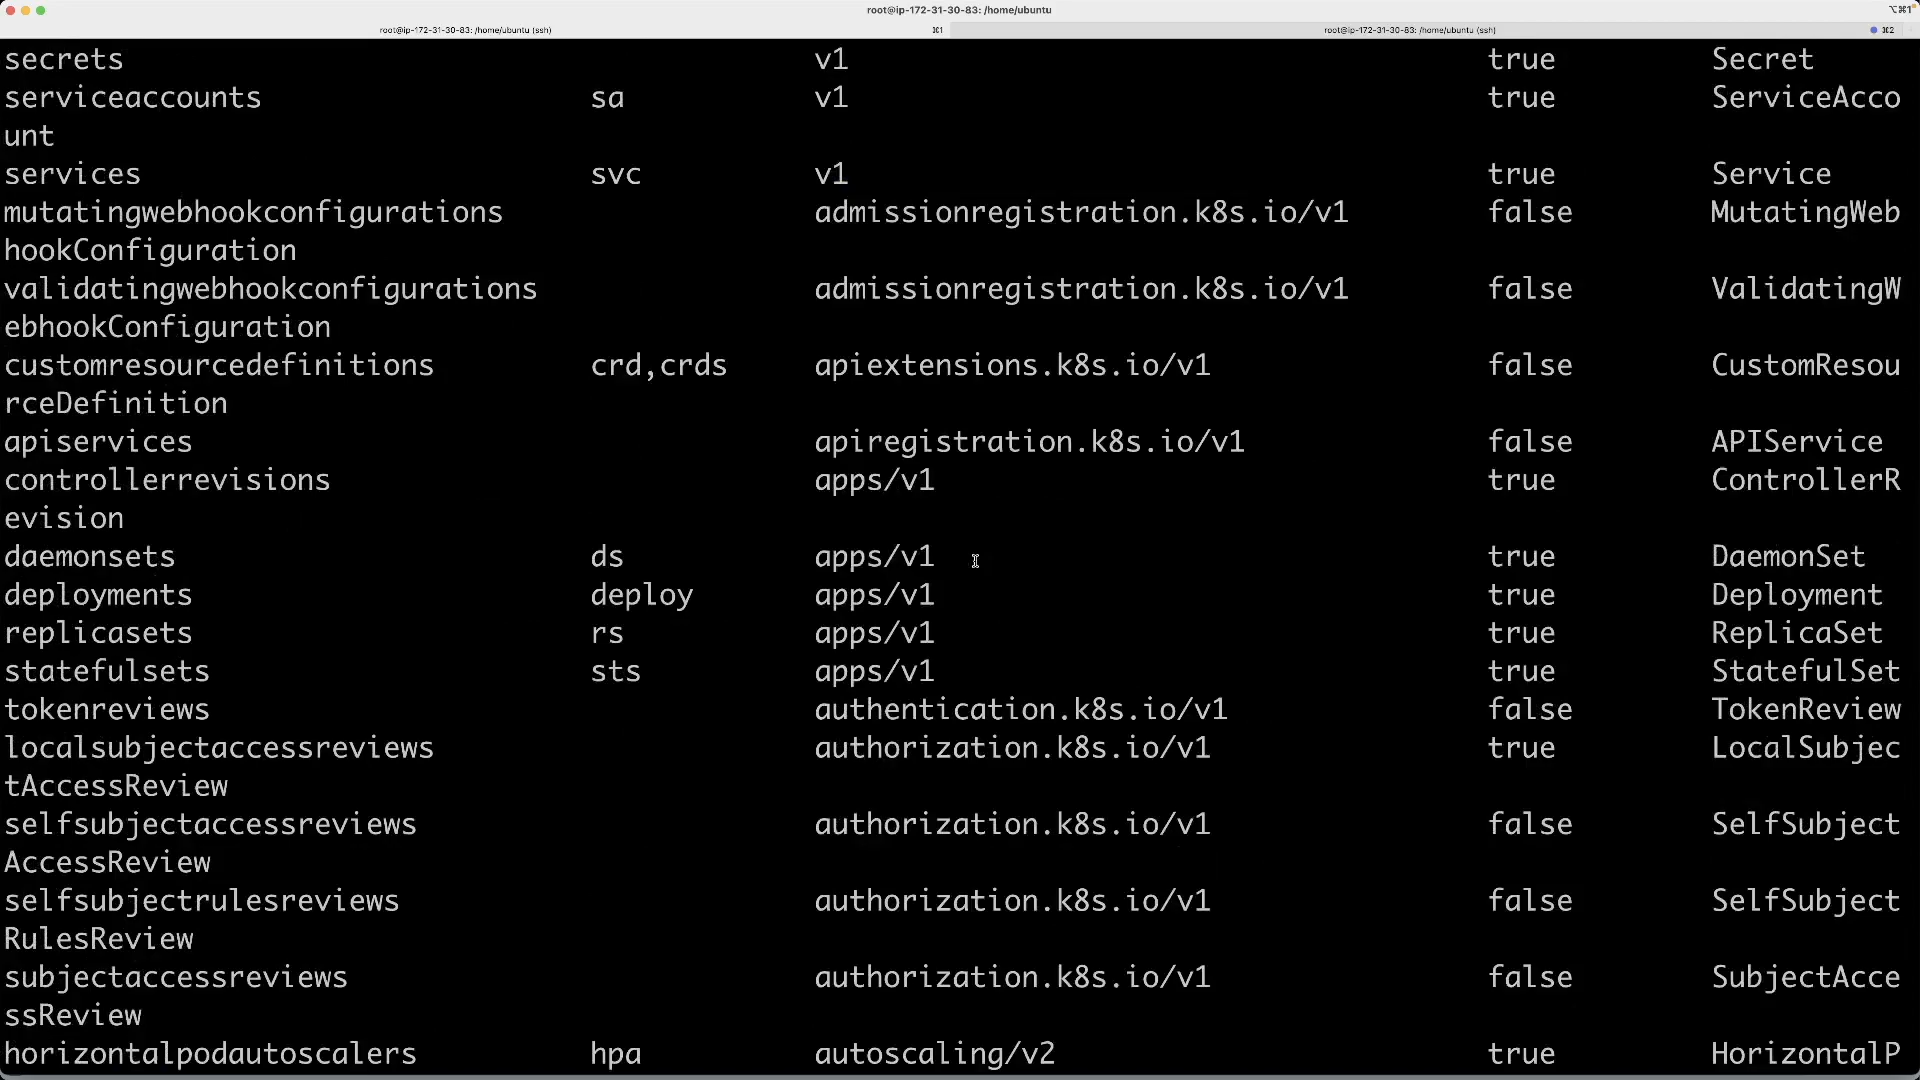 root@ip-172-31-30-83: /home/ubuntu
⌥⌘1
root@ip-172-31-30-83: /home/ubuntu (ssh) ⌘1 root@ip-172-31-30-83: /home/ubuntu (ssh) ⌘2
secrets v1 true Secret
serviceaccounts sa v1 true ServiceAcco
unt
services svc v1 true Service
mutatingwebhookconfigurations admissionregistration.k8s.io/v1 false MutatingWeb
hookConfiguration
validatingwebhookconfigurations admissionregistration.k8s.io/v1 false ValidatingW
ebhookConfiguration
customresourcedefinitions crd,crds apiextensions.k8s.io/v1 false CustomResou
rceDefinition
apiservices apiregistration.k8s.io/v1 false APIService
controllerrevisions apps/v1 true ControllerR
evision
daemonsets ds apps/v1 true DaemonSet
deployments deploy apps/v1 true Deployment
replicasets rs apps/v1 true ReplicaSet
statefulsets sts apps/v1 true StatefulSet
tokenreviews authentication.k8s.io/v1 false TokenReview
localsubjectaccessreviews authorization.k8s.io/v1 true LocalSubjec
tAccessReview
selfsubjectaccessreviews authorization.k8s.io/v1 false SelfSubject
AccessReview
selfsubjectrulesreviews authorization.k8s.io/v1 false SelfSubject
RulesReview
subjectaccessreviews authorization.k8s.io/v1 false SubjectAcce
ssReview
horizontalpodautoscalers hpa autoscaling/v2 true HorizontalP